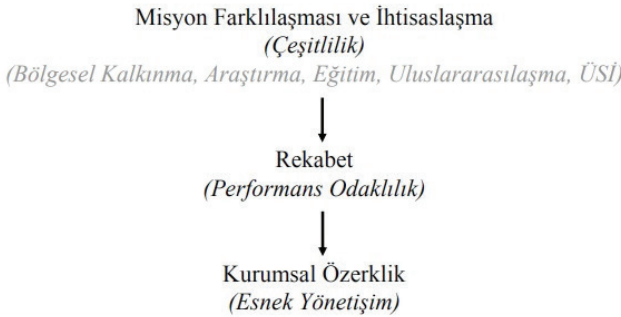 Misyon Farklılaşması ve İhtisaslaşma
(Çeşitlilik)
(Bölgesel Kalkınma, Araştırma, Eğitim, Uluslararasılaşma, ÜSİ)
Rekabet
(Performans Odaklılık)
Kurumsal Özerklik
(Esnek Yönetişim)